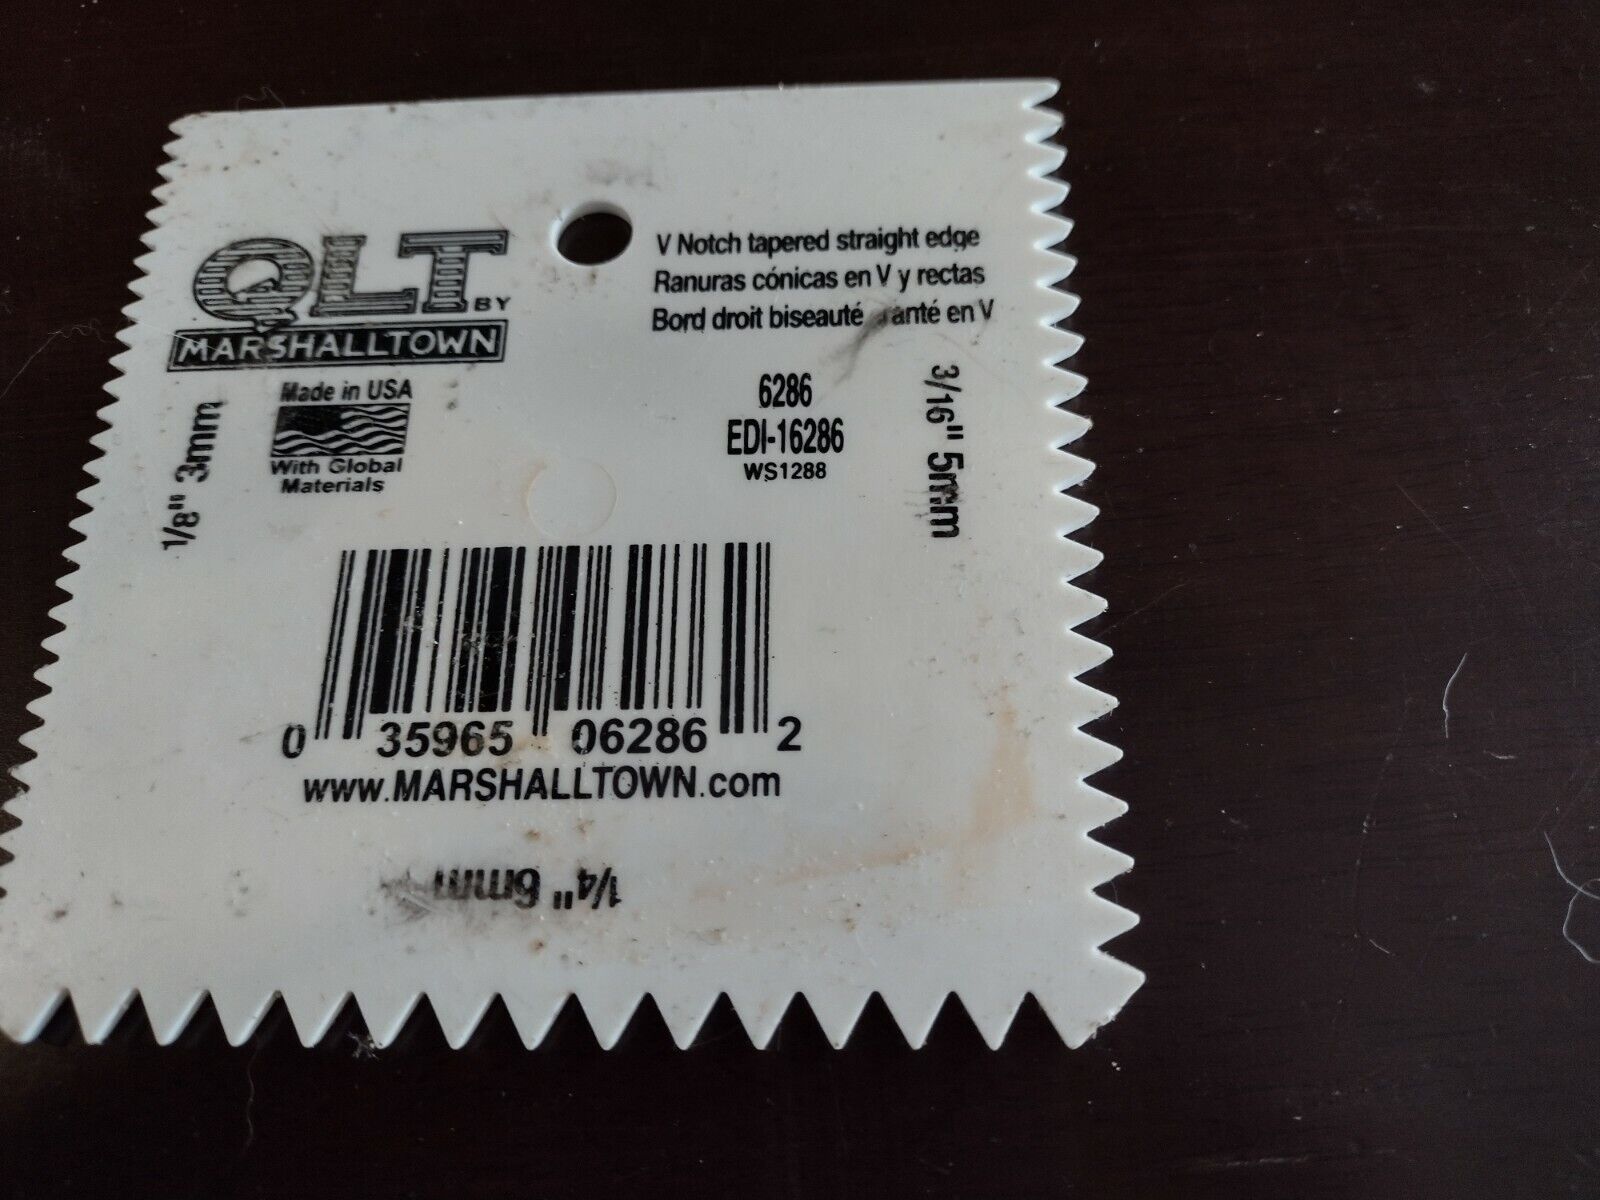 QLT
BY
MARSHALLTOWN
Made in USA
With Global
Materials
V Notch tapered straight edge
Ranuras cónicas en V y rectas
Bord droit biseauté en V
6286
EDI-16286
WS1288
1/8" 3mm
3/16" 5mm
0 35965 06286 2
www.MARSHALLTOWN.com
1/4" 6mm